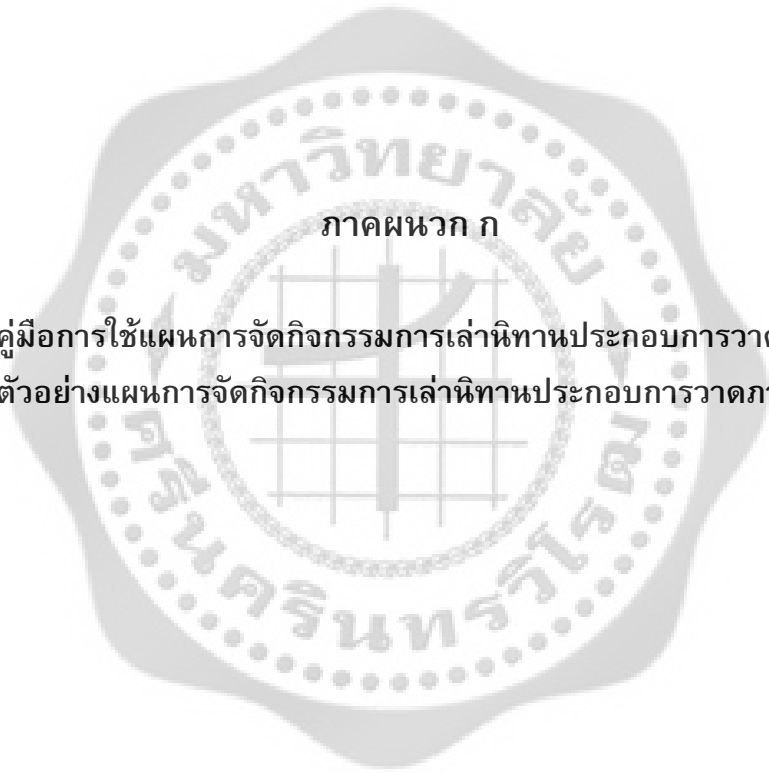 ภาคผนวก ก
คู่มือการใช้แผนการจัดกิจกรรมการเล่านิทานประกอบการวาด
ตัวอย่างแผนการจัดกิจกรรมการเล่านิทานประกอบการวาดภา
มหาวิทยาลัย
ศรีนครินทรวิโรฒ